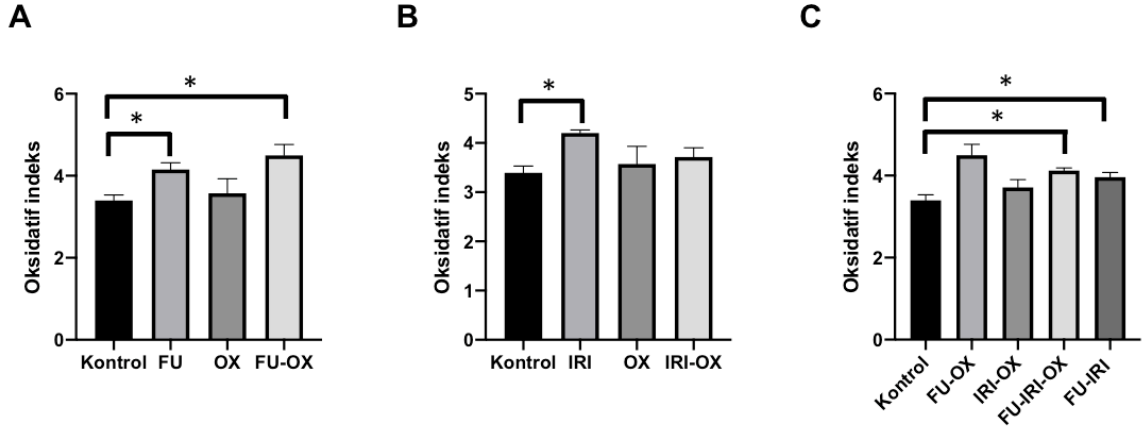 A
Oksidatif indeks
6
4
2
0
*
*
Kontrol FU OX FU-OX
B
Oksidatif indeks
5
4
3
2
1
0
*
Kontrol IRI OX IRI-OX
C
Oksidatif indeks
6
4
2
0
*
*
Kontrol
FU-OX
IRI-OX
FU-IRI-OX
FU-IRI